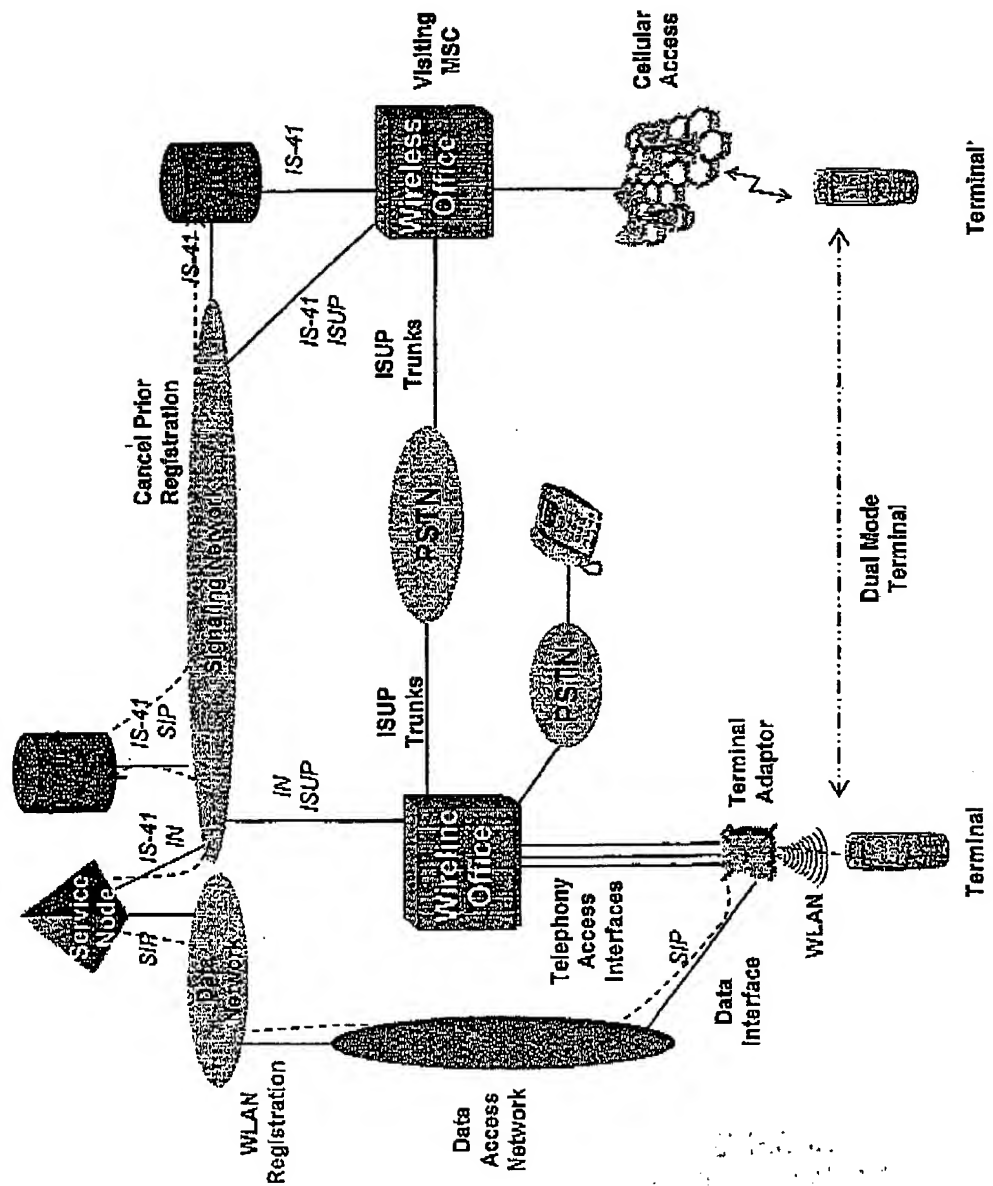 Service
Node
SIP
IS-41
IN
IS-41
SIP
Data
Network
Signaling Network
Cancel Prior
Registration
IS-41
IS-41
WLAN
Registration
IN
ISUP
IS-41
ISUP
Data
Access
Network
Wireline
Office
ISUP
Trunks
PSTN
ISUP
Trunks
Wireless
Office
Visiting
MSC
PSTN
Telephony
Access
Interfaces
SIP
Data
Interface
Terminal
Adaptor
WLAN
Cellular
Access
Dual Mode
Terminal
Terminal
Terminal'